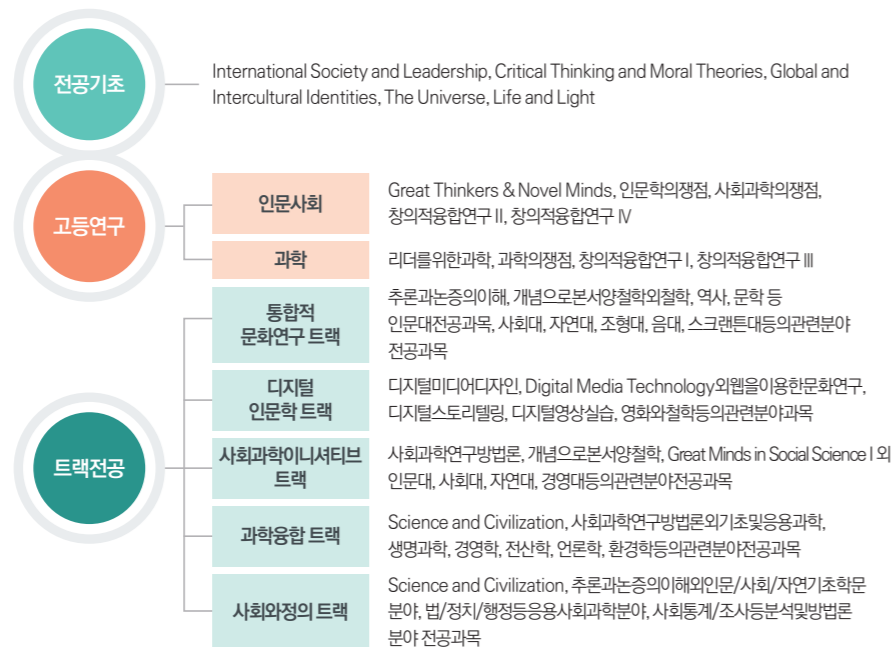 전공기초
International Society and Leadership, Critical Thinking and Moral Theories, Global and
Intercultural Identities, The Universe, Life and Light
고등연구
인문사회
Great Thinkers & Novel Minds, 인문학의쟁점, 사회과학의쟁점,
창의적융합연구 II, 창의적융합연구 IV
과학
리더를위한과학, 과학의쟁점, 창의적융합연구 I, 창의적융합연구 III
트랙전공
통합적
문화연구 트랙
추론과논증의이해, 개념으로본서양철학외철학, 역사, 문학 등
인문대전공과목, 사회대, 자연대, 조형대, 음대, 스크랜튼대등의관련분야
전공과목
디지털
인문학 트랙
디지털미디어디자인, Digital Media Technology외웹을이용한문화연구,
디지털스토리텔링, 디지털영상실습, 영화와철학등의관련분야과목
사회과학이니셔티브
트랙
사회과학연구방법론, 개념으로본서양철학, Great Minds in Social Science I 외
인문대, 사회대, 자연대, 경영대등의관련분야전공과목
과학융합 트랙
Science and Civilization, 사회과학연구방법론외기초및응용과학,
생명과학, 경영학, 전산학, 언론학, 환경학등의관련분야전공과목
사회와정의 트랙
Science and Civilization, 추론과논증의이해외인문/사회/자연기초학문
분야, 법/정치/행정등응용사회과학분야, 사회통계/조사등분석및방법론
분야 전공과목